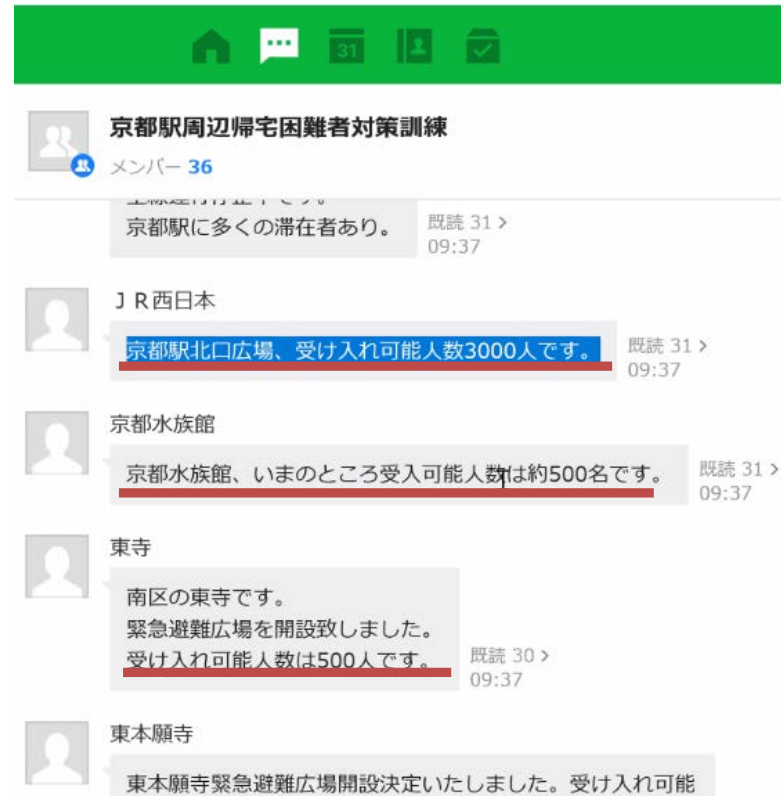 31
京都駅周辺帰宅困難者対策訓練
メンバー 36
京都駅に多くの滞在者あり。
既読 31 >
09:37
JR西日本
京都駅北口広場、受け入れ可能人数3000人です。
既読 31 >
09:37
京都水族館
京都水族館、いまのところ受入可能人数は約500名です。
既読 31 >
09:37
東寺
南区の東寺です。
緊急避難広場を開設致しました。
受け入れ可能人数は500人です。
既読 30 >
09:37
東本願寺
東本願寺緊急避難広場開設決定いたしました。受け入れ可能